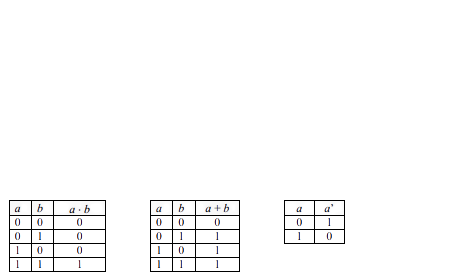 a b a · b
0 0 0
0 1 0
1 0 0
1 1 1
a b a + b
0 0 0
0 1 1
1 0 1
1 1 1
a a’
0 1
1 0